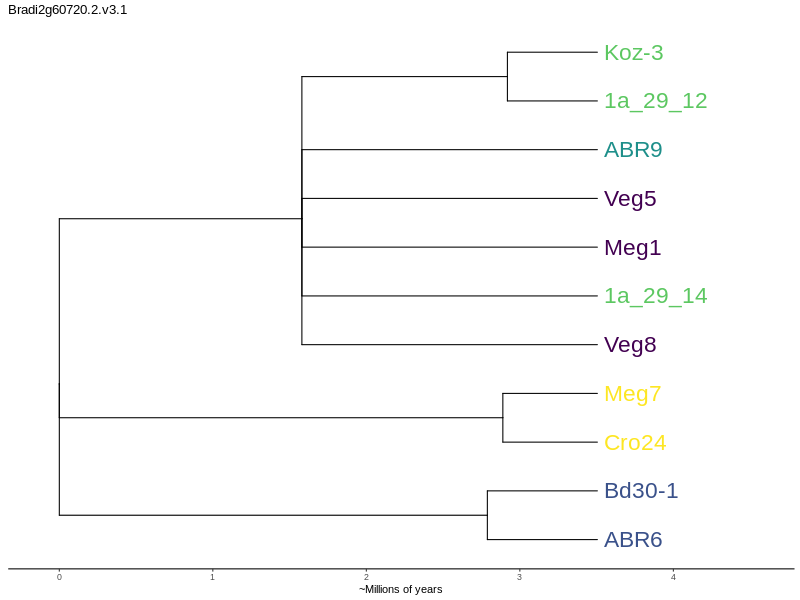 Bradi2g60720.2.v3.1
Koz-3
1a_29_12
ABR9
Veg5
Meg1
1a_29_14
Veg8
Meg7
Cro24
Bd30-1
ABR6
0 1 2 3 4
~Millions of years